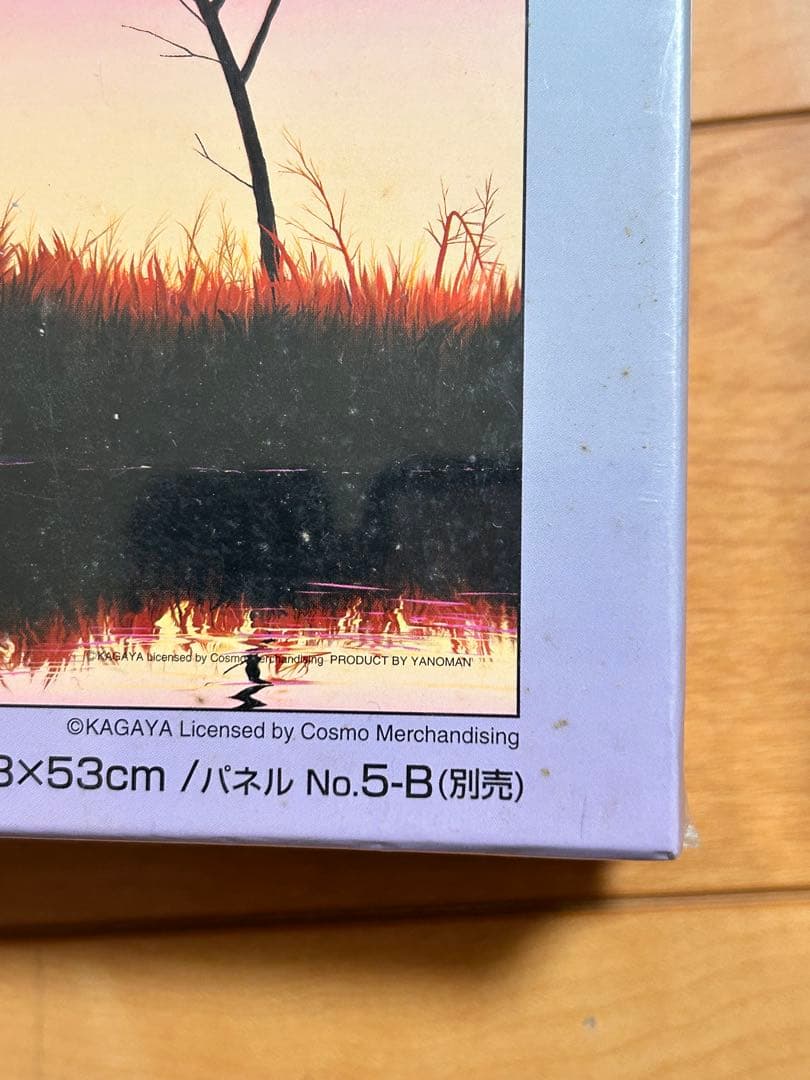 ©KAGAYA Licensed by Cosmo Merchandising PRODUCT BY YANOMAN
©KAGAYA Licensed by Cosmo Merchandising
×53cm /パネル No.5-B(別売)